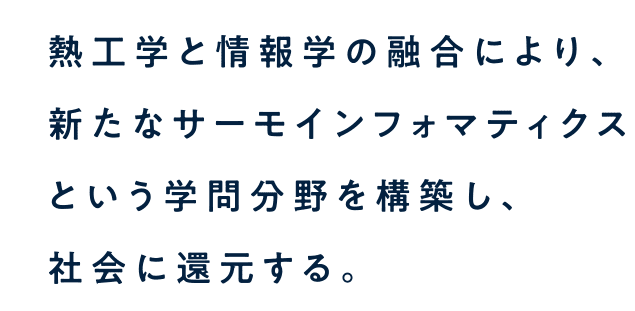 熱工学と情報学の融合により、
新たなサーモインフォマティクス
という学問分野を構築し、
社会に還元する。